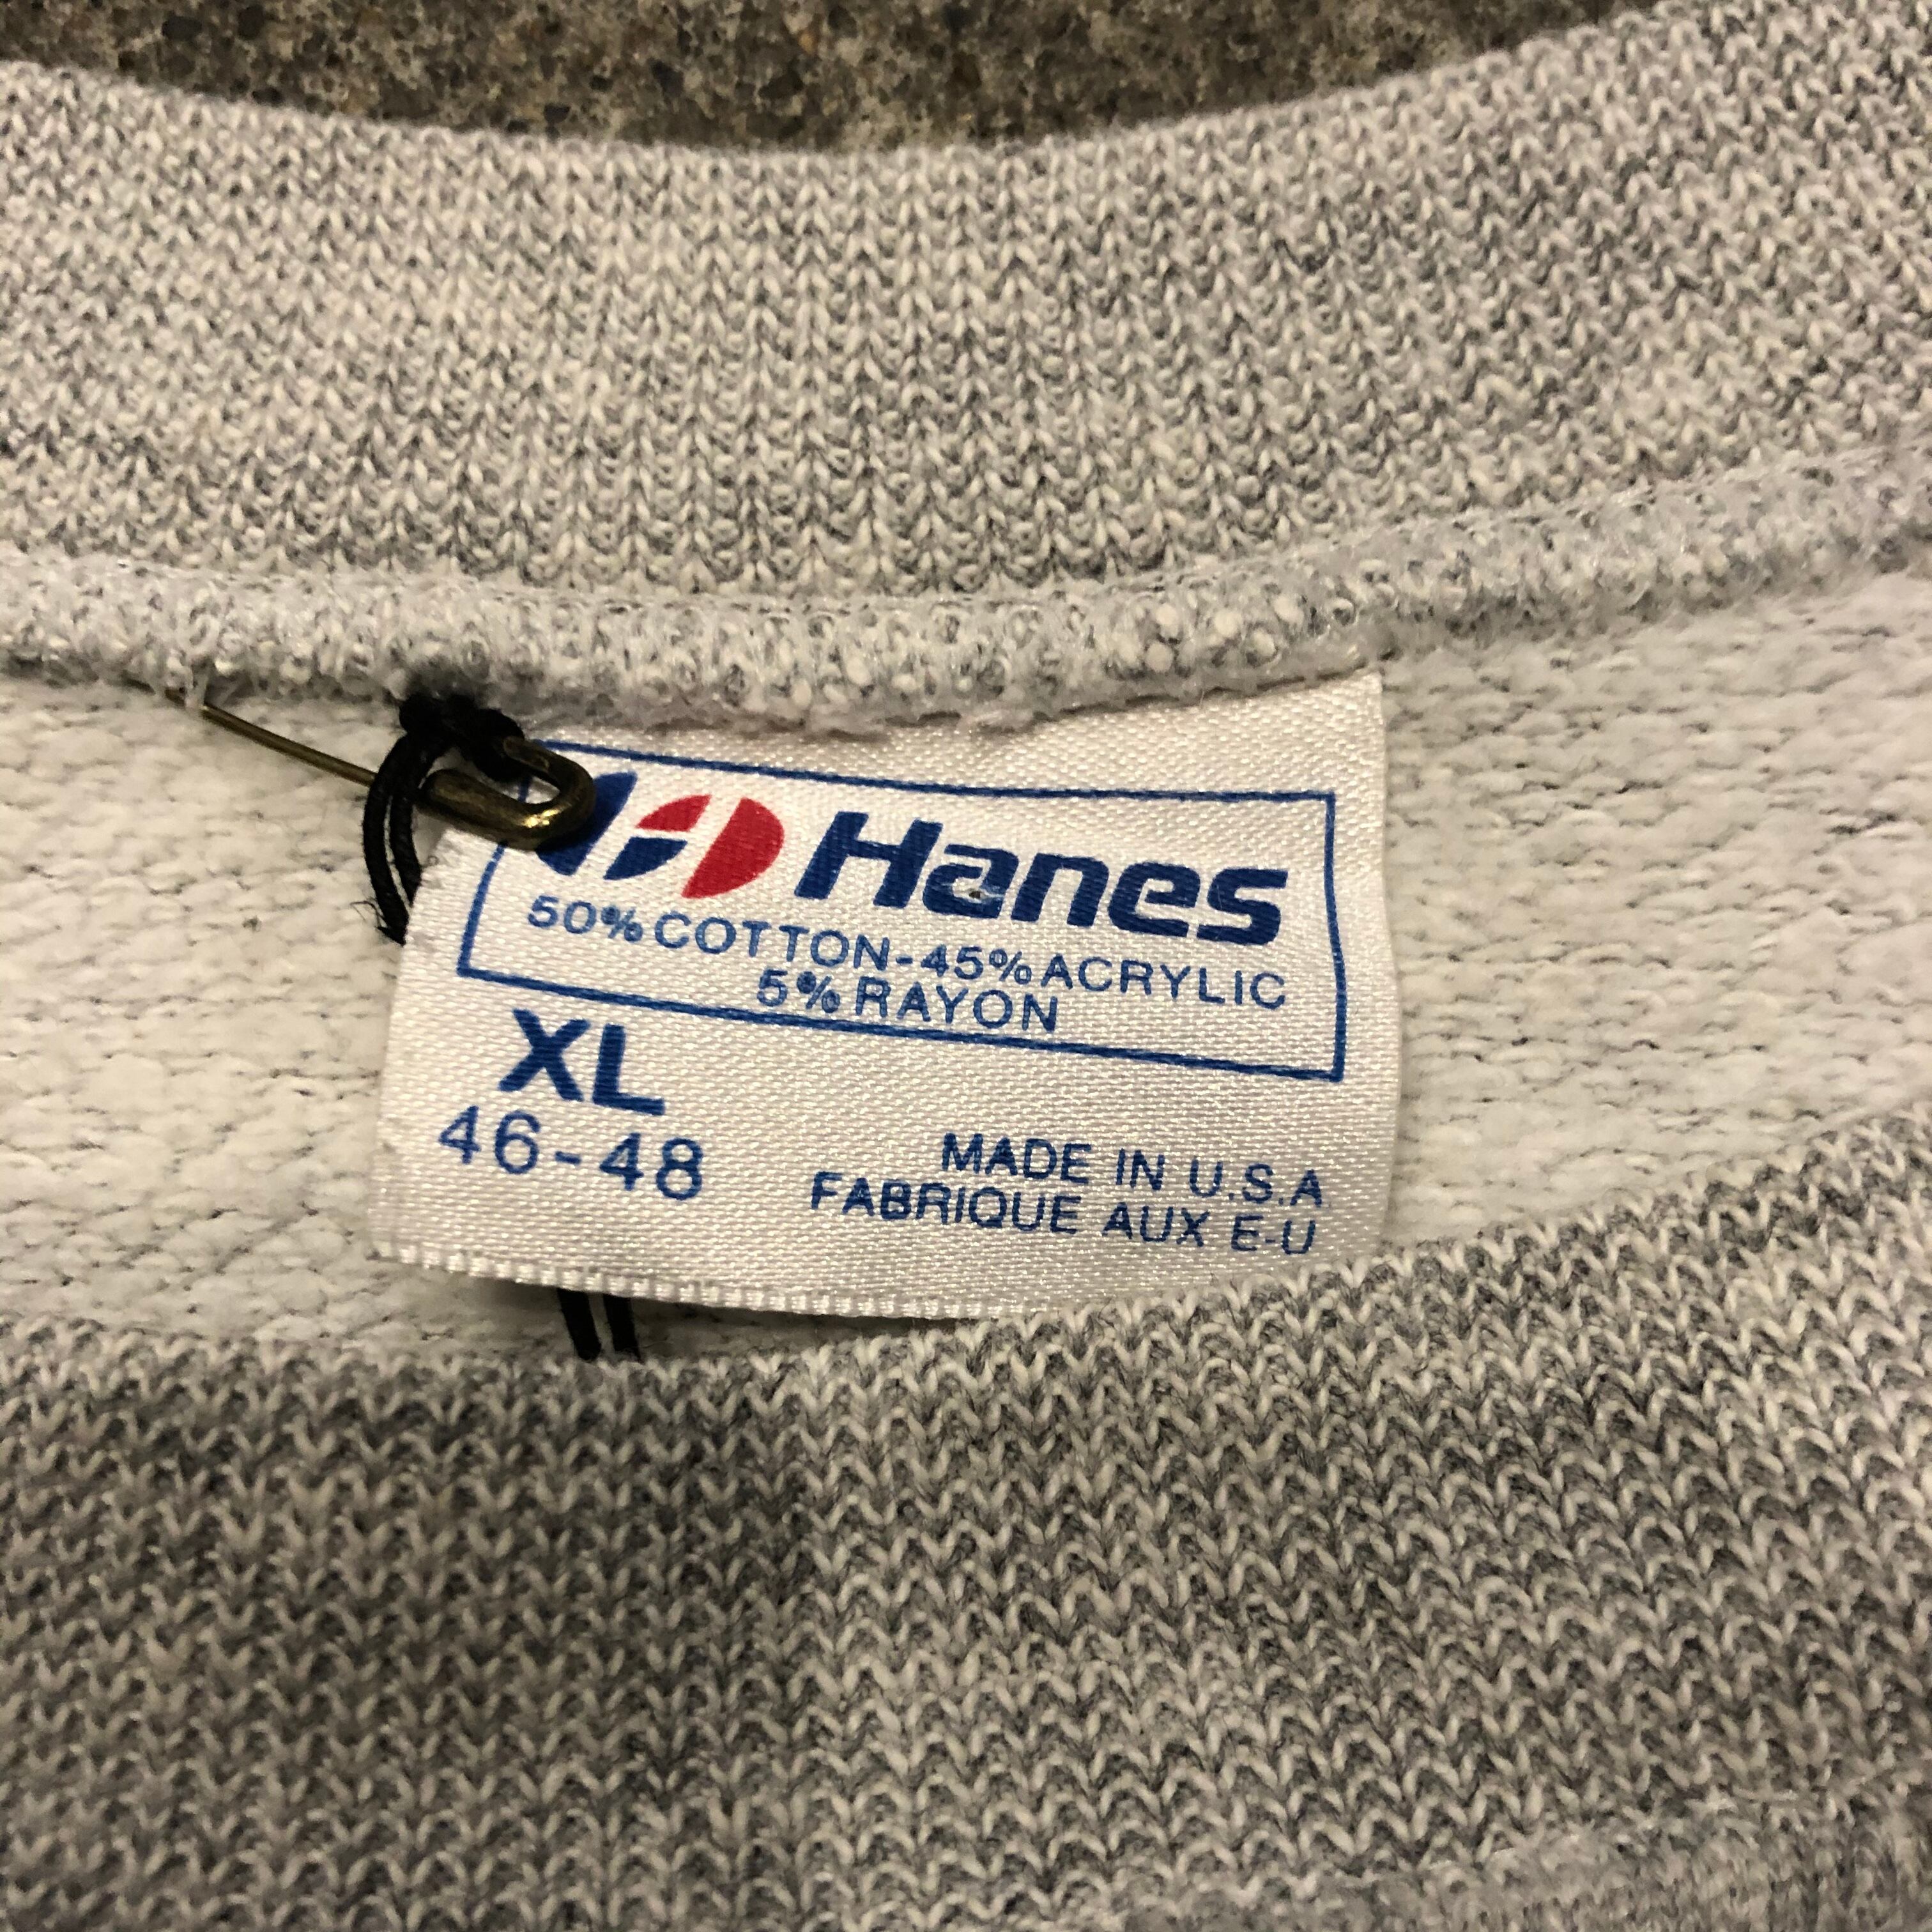 Hanes
50% COTTON-45% ACRYLIC
5% RAYON
XL
46-48
MADE IN U.S.A
FABRIQUE AUX E-U